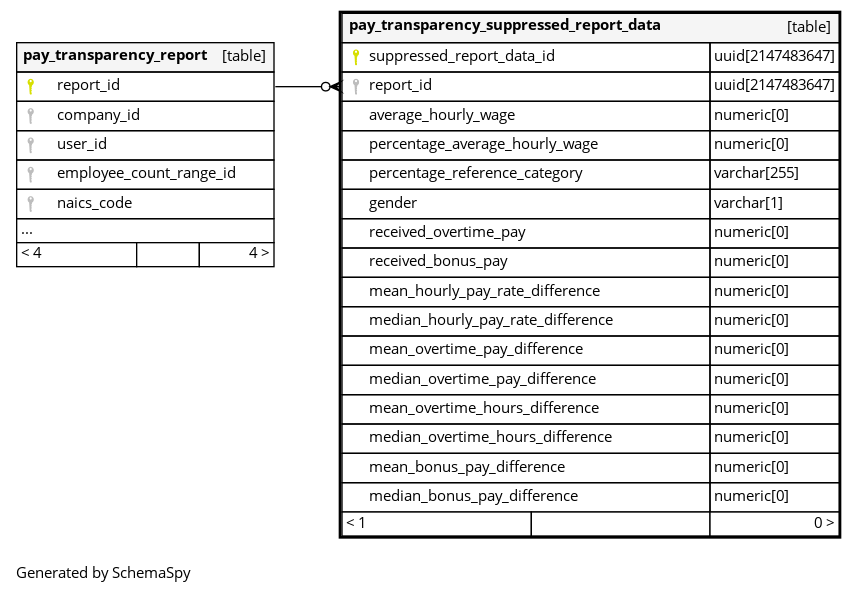 pay_transparency_report [table]
report_id
company_id
user_id
employee_count_range_id
naics_code
...
< 4 4 >
pay_transparency_suppressed_report_data [table]
suppressed_report_data_id uuid[2147483647]
report_id uuid[2147483647]
average_hourly_wage numeric[0]
percentage_average_hourly_wage numeric[0]
percentage_reference_category varchar[255]
gender varchar[1]
received_overtime_pay numeric[0]
received_bonus_pay numeric[0]
mean_hourly_pay_rate_difference numeric[0]
median_hourly_pay_rate_difference numeric[0]
mean_overtime_pay_difference numeric[0]
median_overtime_pay_difference numeric[0]
mean_overtime_hours_difference numeric[0]
median_overtime_hours_difference numeric[0]
mean_bonus_pay_difference numeric[0]
median_bonus_pay_difference numeric[0]
< 1 0 >
Generated by SchemaSpy